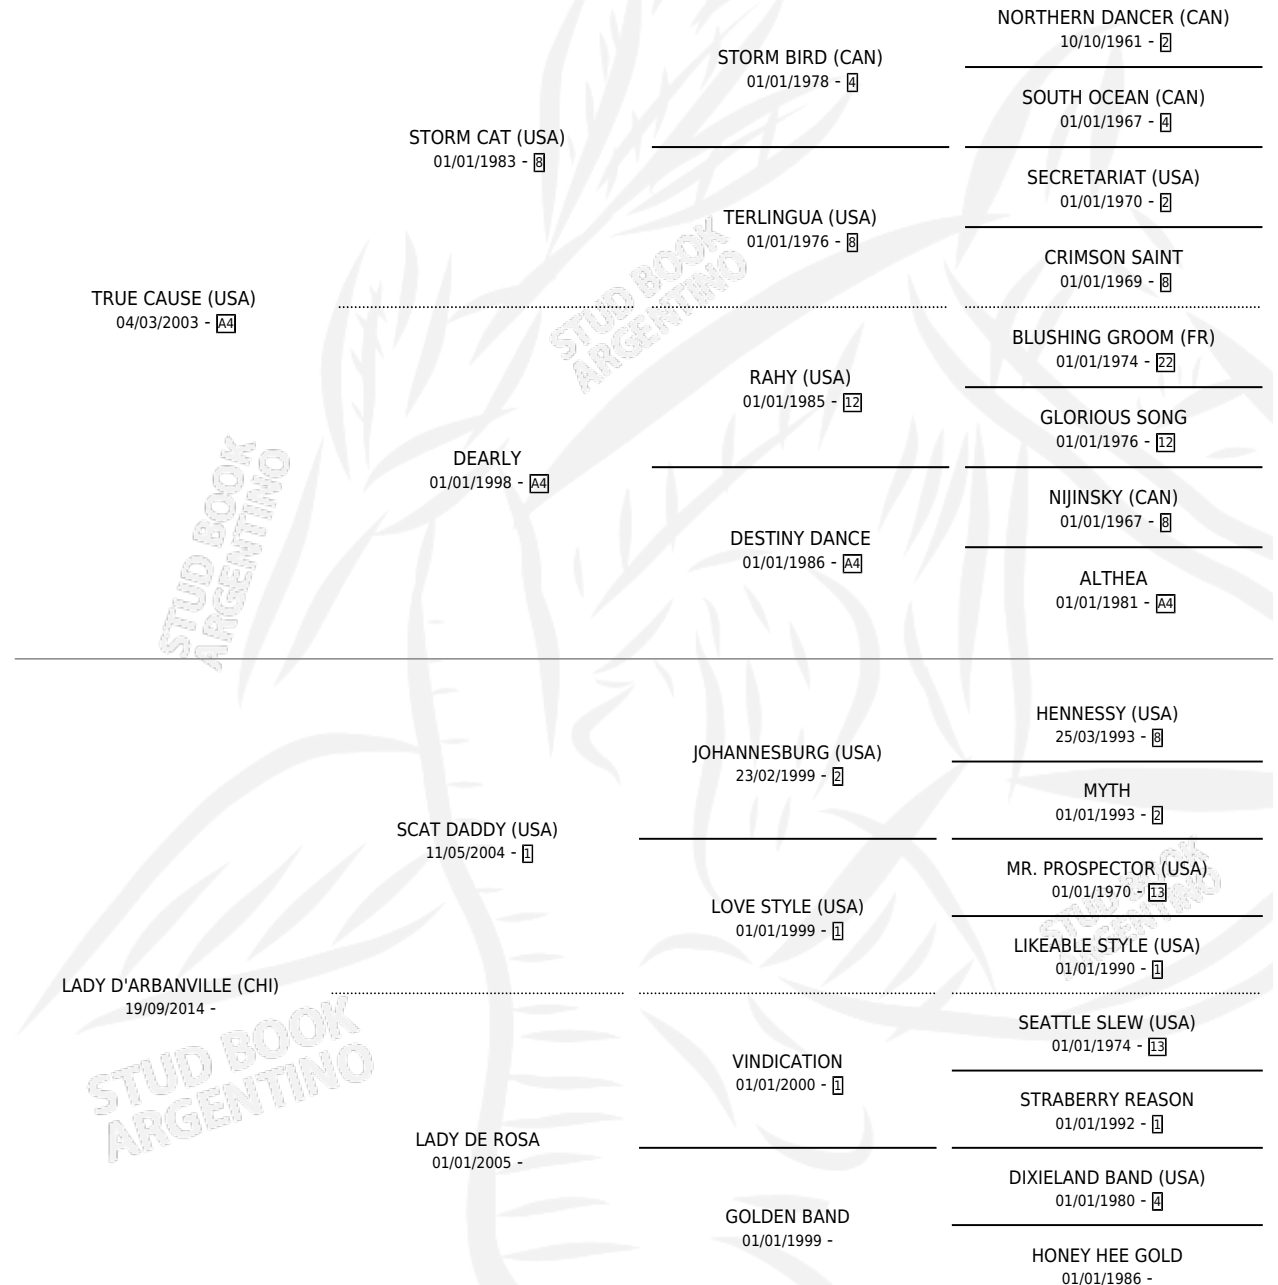 NORTHERN DANCER (CAN)
10/10/1961 - 2
STORM BIRD (CAN)
01/01/1978 - 4
SOUTH OCEAN (CAN)
01/01/1967 - 4
STORM CAT (USA)
01/01/1983 - 8
SECRETARIAT (USA)
01/01/1970 - 2
TERLINGUA (USA)
01/01/1976 - 8
CRIMSON SAINT
01/01/1969 - 8
TRUE CAUSE (USA)
04/03/2003 - A4
BLUSHING GROOM (FR)
01/01/1974 - 22
RAHY (USA)
01/01/1985 - 12
GLORIOUS SONG
01/01/1976 - 12
DEARLY
01/01/1998 - A4
NIJINSKY (CAN)
01/01/1967 - 8
DESTINY DANCE
01/01/1986 - A4
ALTHEA
01/01/1981 - A4
STUD BOOK
ARGENTINO
STUD BOOK
ARGENTINO
HENNESSY (USA)
25/03/1993 - 8
JOHANNESBURG (USA)
23/02/1999 - 2
MYTH
01/01/1993 - 2
SCAT DADDY (USA)
11/05/2004 - 1
MR. PROSPECTOR (USA)
01/01/1970 - 13
LOVE STYLE (USA)
01/01/1999 - 1
LIKEABLE STYLE (USA)
01/01/1990 - 1
LADY D'ARBANVILLE (CHI)
19/09/2014 -
SEATTLE SLEW (USA)
01/01/1974 - 13
VINDICATION
01/01/2000 - 1
STRABERRY REASON
01/01/1992 - 1
LADY DE ROSA
01/01/2005 -
DIXIELAND BAND (USA)
01/01/1980 - 4
GOLDEN BAND
01/01/1999 -
HONEY HEE GOLD
01/01/1986 -
STUD BOOK
ARGENTINO
STUD BOOK
ARGENTINO